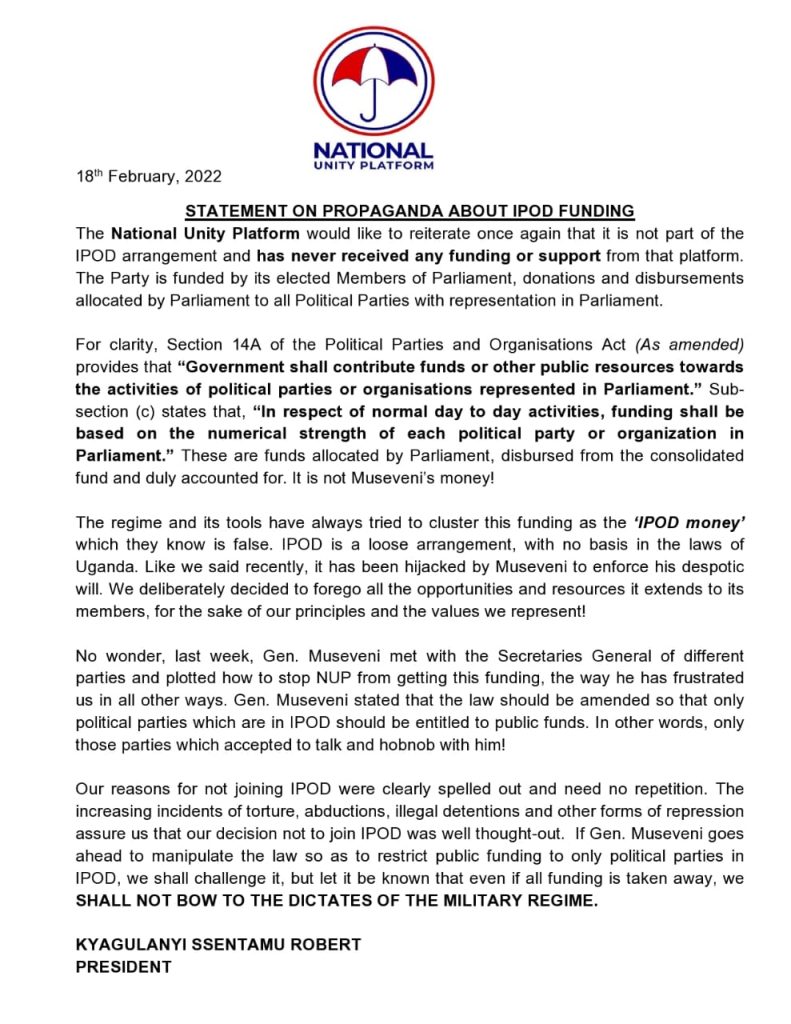 NATIONAL
UNITY PLATFORM
18th February, 2022
STATEMENT ON PROPAGANDA ABOUT IPOD FUNDING
The National Unity Platform would like to reiterate once again that it is not part of the
IPOD arrangement and has never received any funding or support from that platform.
The Party is funded by its elected Members of Parliament, donations and disbursements
allocated by Parliament to all Political Parties with representation in Parliament.
For clarity, Section 14A of the Political Parties and Organisations Act (As amended)
provides that “Government shall contribute funds or other public resources towards
the activities of political parties or organisations represented in Parliament.” Sub-
section (c) states that, “In respect of normal day to day activities, funding shall be
based on the numerical strength of each political party or organization in
Parliament.” These are funds allocated by Parliament, disbursed from the consolidated
fund and duly accounted for. It is not Museveni’s money!
The regime and its tools have always tried to cluster this funding as the ‘IPOD money’
which they know is false. IPOD is a loose arrangement, with no basis in the laws of
Uganda. Like we said recently, it has been hijacked by Museveni to enforce his despotic
will. We deliberately decided to forego all the opportunities and resources it extends to its
members, for the sake of our principles and the values we represent!
No wonder, last week, Gen. Museveni met with the Secretaries General of different
parties and plotted how to stop NUP from getting this funding, the way he has frustrated
us in all other ways. Gen. Museveni stated that the law should be amended so that only
political parties which are in IPOD should be entitled to public funds. In other words, only
those parties which accepted to talk and hobnob with him!
Our reasons for not joining IPOD were clearly spelled out and need no repetition. The
increasing incidents of torture, abductions, illegal detentions and other forms of repression
assure us that our decision not to join IPOD was well thought-out. If Gen. Museveni goes
ahead to manipulate the law so as to restrict public funding to only political parties in
IPOD, we shall challenge it, but let it be known that even if all funding is taken away, we
SHALL NOT BOW TO THE DICTATES OF THE MILITARY REGIME.
KYAGULANYI SSENTAMU ROBERT
PRESIDENT